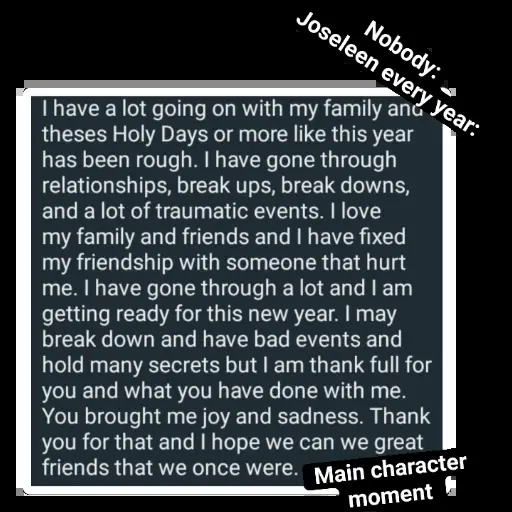 Nobody:
Joseleen every year:
I have a lot going on with my family and
theses Holy Days or more like this year
has been rough. I have gone through
relationships, break ups, break downs,
and a lot of traumatic events. I love
my family and friends and I have fixed
my friendship with someone that hurt
me. I have gone through a lot and I am
getting ready for this new year. I may
break down and have bad events and
hold many secrets but I am thank full for
you and what you have done with me.
You brought me joy and sadness. Thank
you for that and I hope we can we great
friends that we once were.
Main character
moment